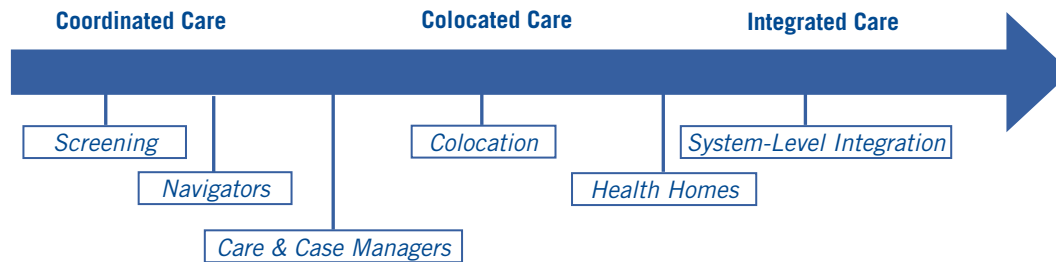 Coordinated Care
Colocated Care
Integrated Care
Screening
Colocation
System-Level Integration
Navigators
Health Homes
Care & Case Managers